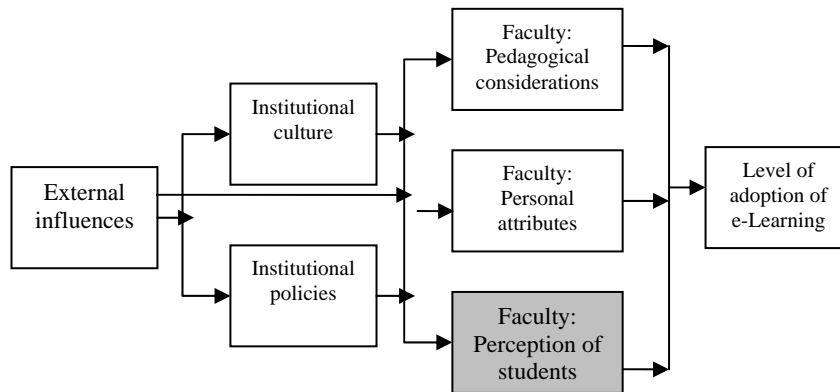 External
influences
Institutional
culture
Institutional
policies
Faculty:
Pedagogical
considerations
Faculty:
Personal
attributes
Faculty:
Perception of
students
Level of
adoption of
e-Learning